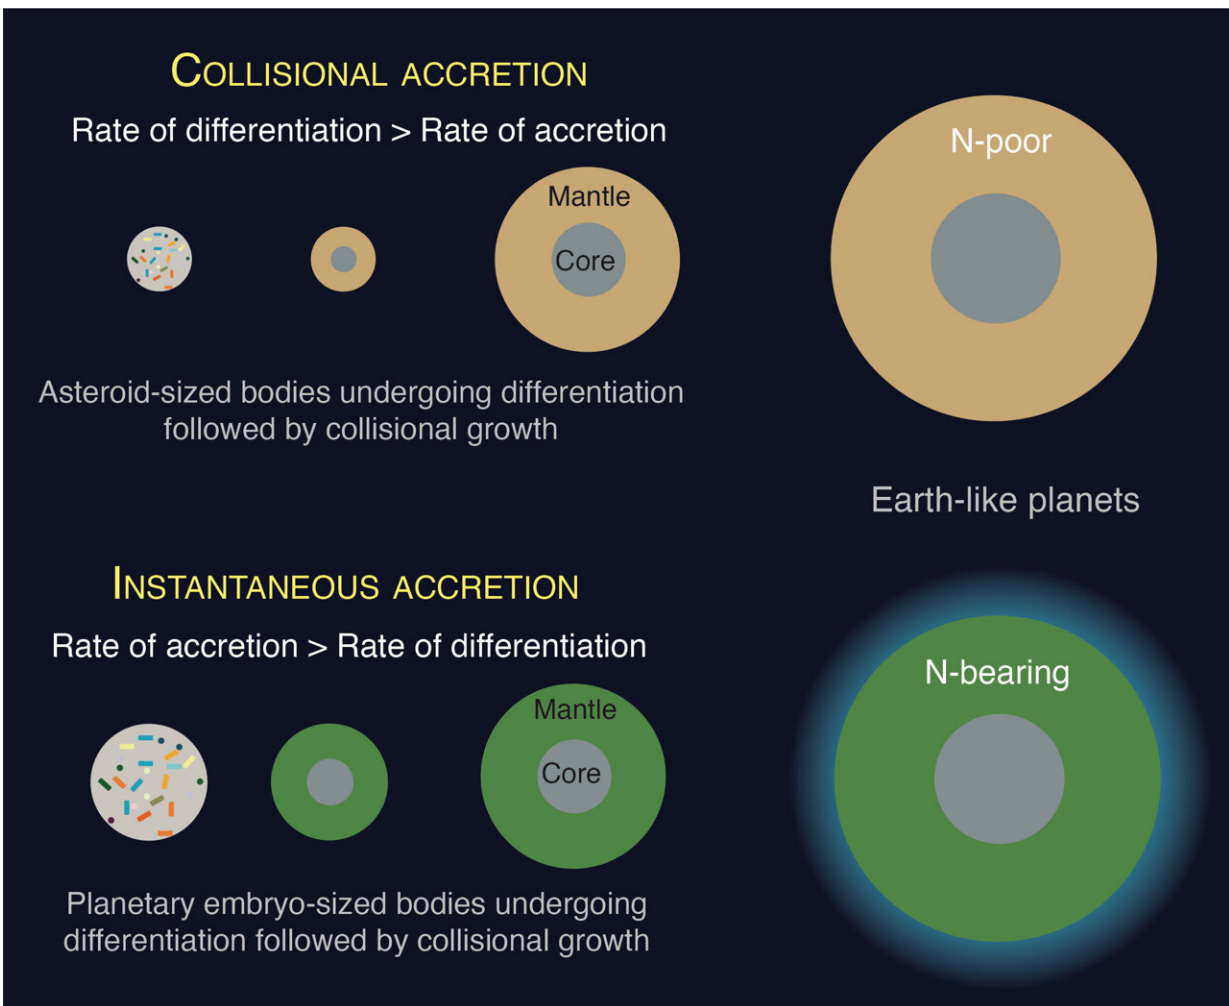 COLLISIONAL ACCRETION
Rate of differentiation > Rate of accretion
Mantle
Core
N-poor
Asteroid-sized bodies undergoing differentiation
followed by collisional growth
Earth-like planets
INSTANTANEOUS ACCRETION
Rate of accretion > Rate of differentiation
Mantle
Core
N-bearing
Planetary embryo-sized bodies undergoing
differentiation followed by collisional growth